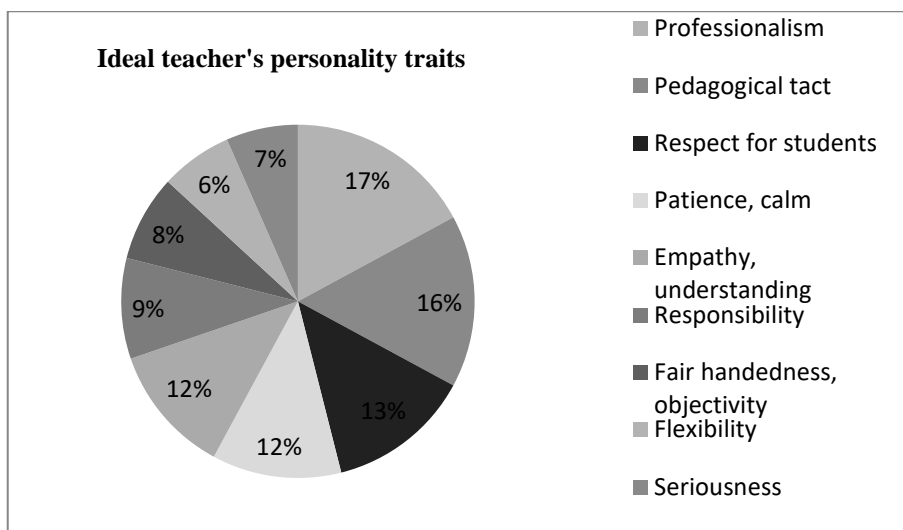 Ideal teacher's personality traits
7%
17%
6%
8%
16%
9%
12%
13%
12%
Professionalism
Pedagogical tact
Respect for students
Patience, calm
Empathy,
understanding
Responsibility
Fair handedness,
objectivity
Flexibility
Seriousness